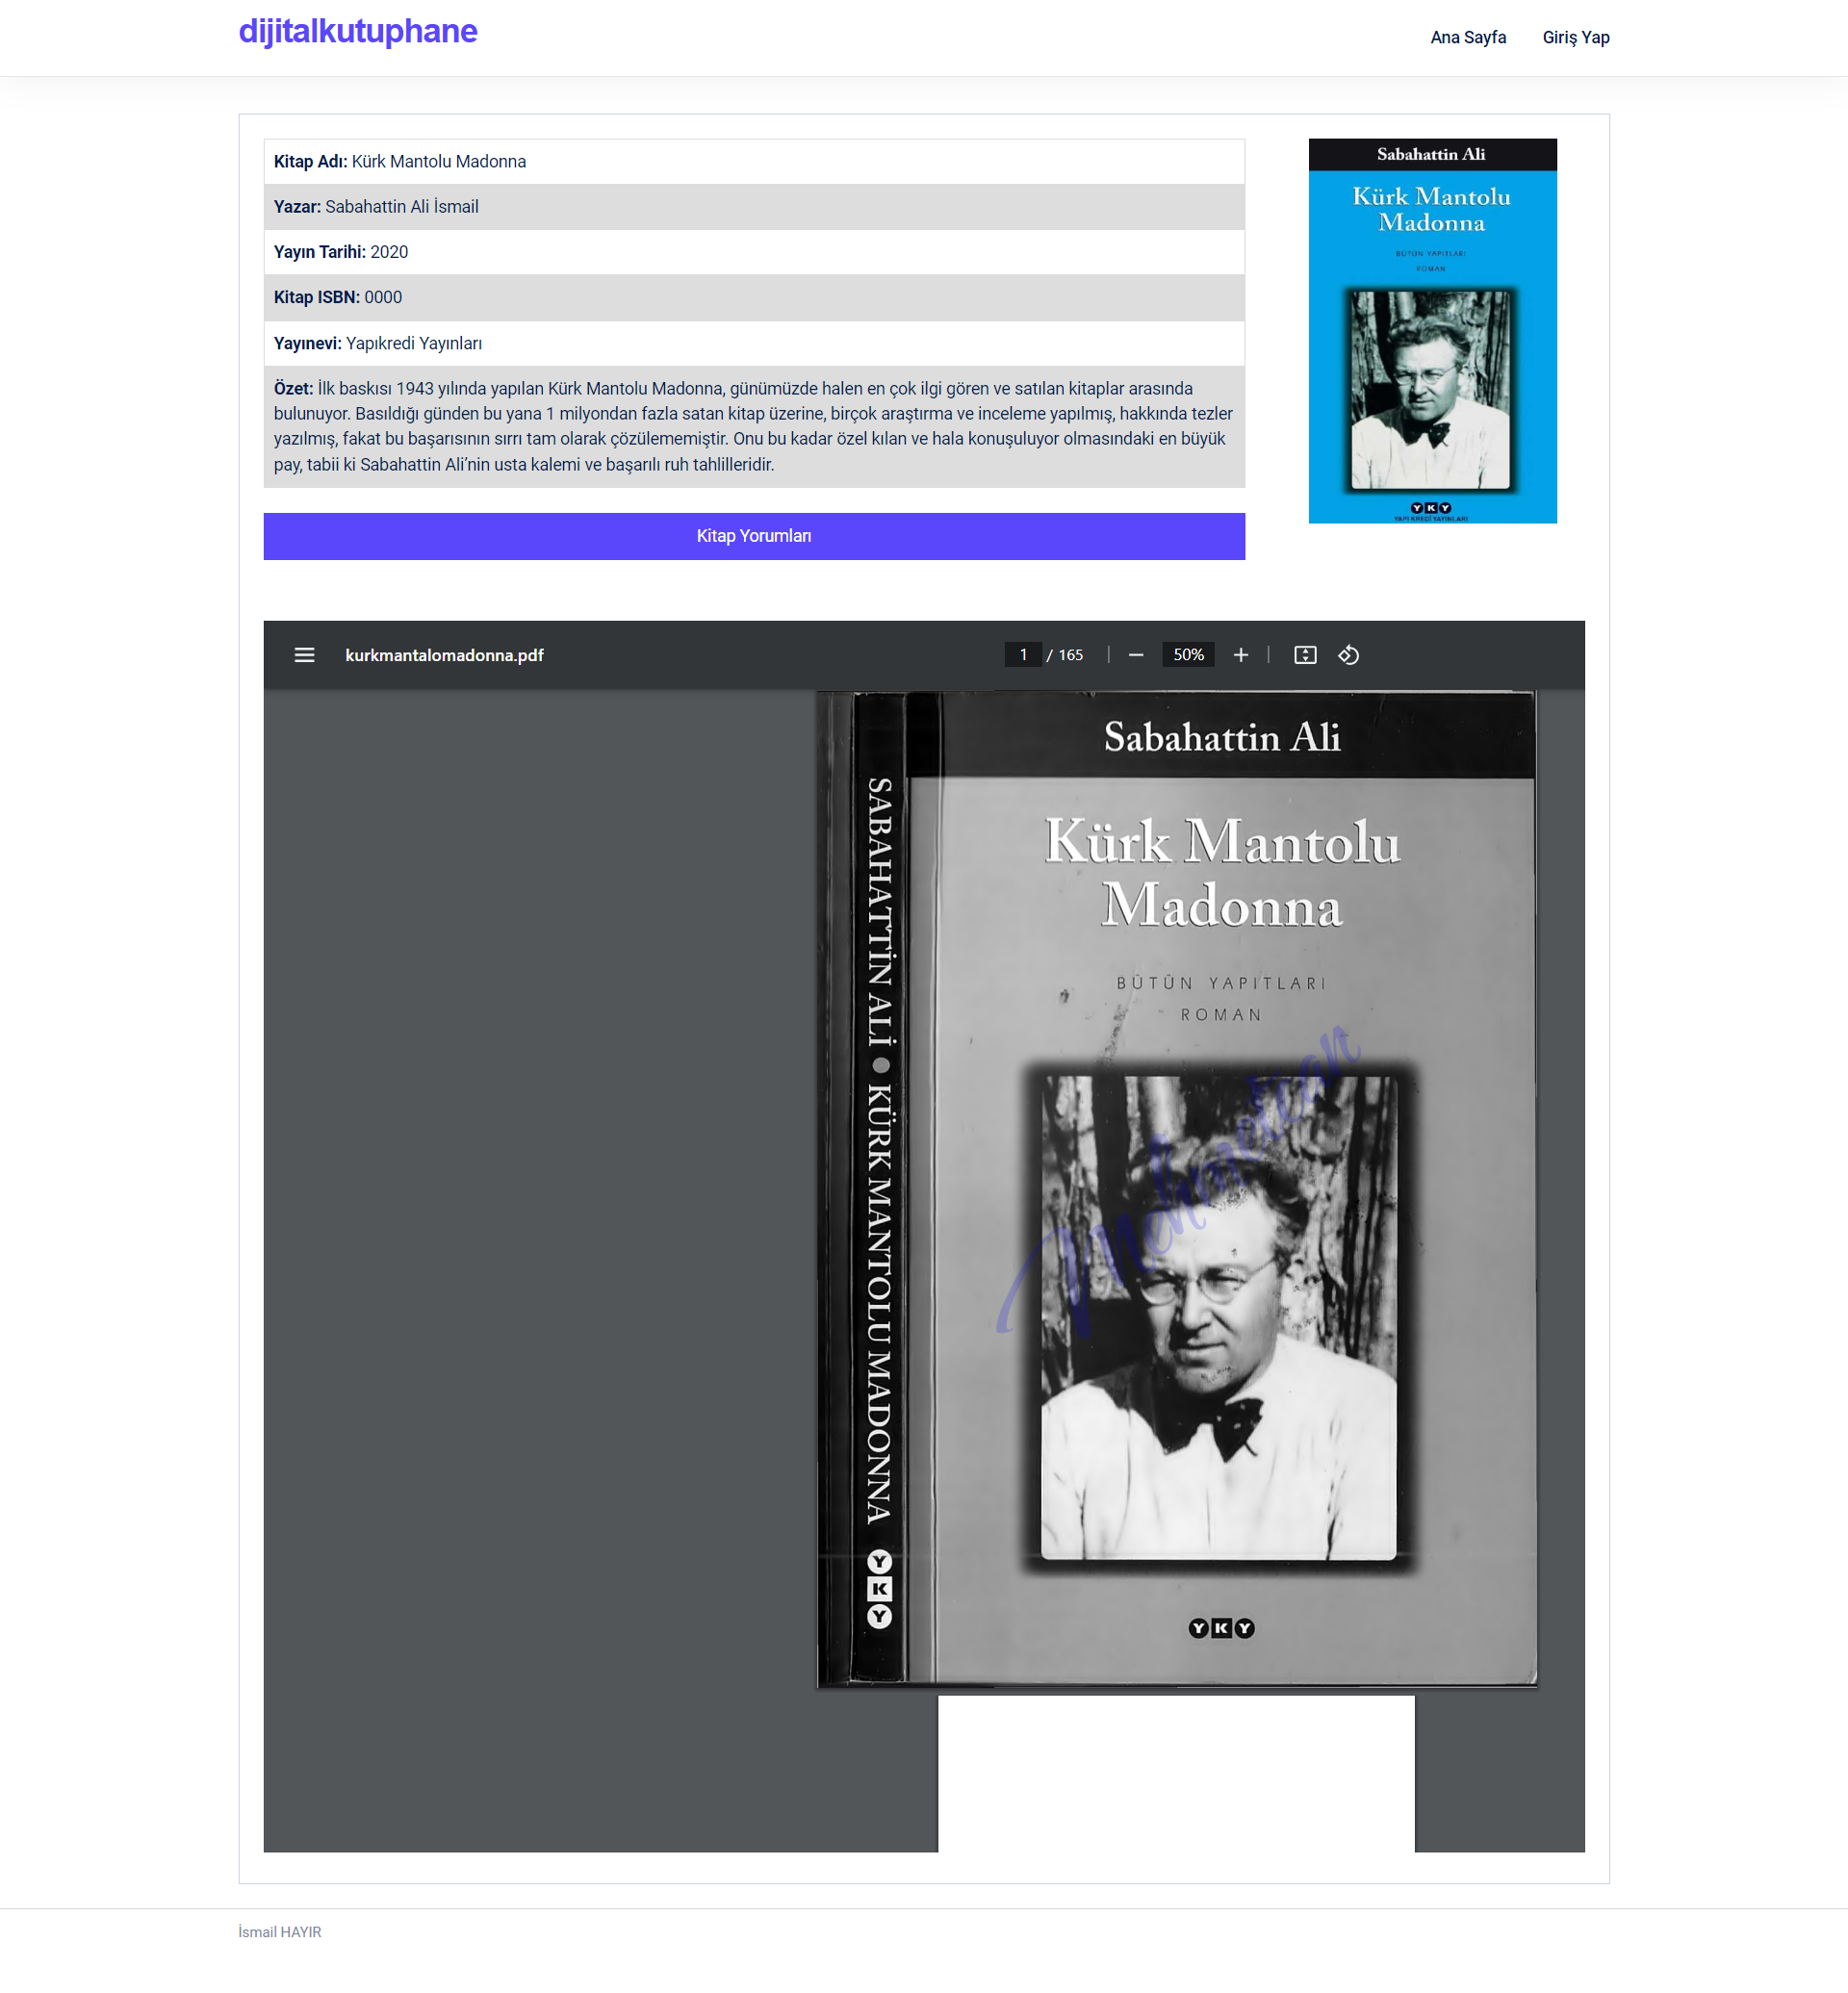 dijitalkutuphane
Ana Sayfa
Giriş Yap
Kitap Adı: Kürk Mantolu Madonna
Yazar: Sabahattin Ali İsmail
Yayın Tarihi: 2020
Kitap ISBN: 0000
Yayınevi: Yapıkredi Yayınları
Özet: İlk baskısı 1943 yılında yapılan Kürk Mantolu Madonna, günümüzde halen en çok ilgi gören ve satılan kitaplar arasında
bulunuyor. Basıldığı günden bu yana 1 milyondan fazla satan kitap üzerine, birçok araştırma ve inceleme yapılmış, hakkında tezler
yazılmış, fakat bu başarısının sırrı tam olarak çözülememiştir. Onu bu kadar özel kılan ve hala konuşuluyor olmasındaki en büyük
pay, tabii ki Sabahattin Ali’nin usta kalemi ve başarılı ruh tahlilleridir.
Kitap Yorumları
Sabahattin Ali
Kürk Mantolu
Madonna
BÜTÜN YAPITLARI
ROMAN
YKY
YAPI KREDİ YAYINLARI
kurkmantalomadonna.pdf
1 / 165
50%
Sabahattin Ali
Kürk Mantolu
Madonna
BÜTÜN YAPITLARI
ROMAN
Mehmetcan
YKY
SABAHATTİN ALİ ● KÜRK MANTOLU MADONNA YKY
İsmail HAYIR